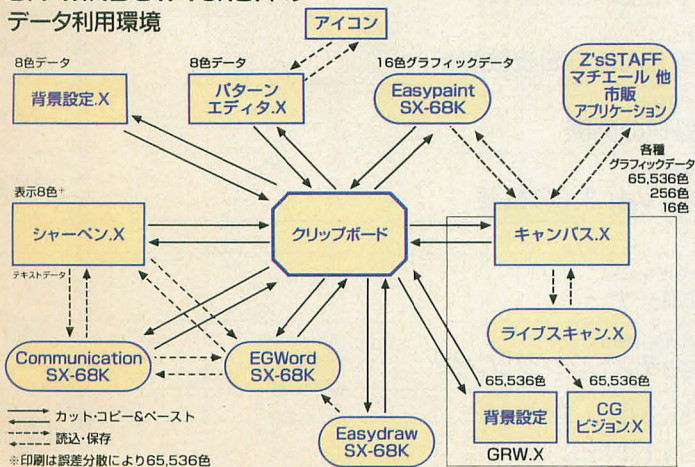 データ利用環境
アイコン
8色データ
背景設定.X
8色データ
パターン
エディタ.X
16色グラフィックデータ
Easypaint
SX-68K
Z'sSTAFF
マチエール 他
市販
アプリケーション
各種
グラフィックデータ
65,536色
256色
16色
表示8色
シャーペン.X
クリップボード
キャンバス.X
テキストデータ
ライブスキャン.X
Communication
SX-68K
EGWord
SX-68K
65,536色
背景設定
GRW.X
65,536色
CG
ビジョン.X
Easydraw
SX-68K
カット・コピー&ペースト
読込・保存
※印刷は誤差分散により65,536色